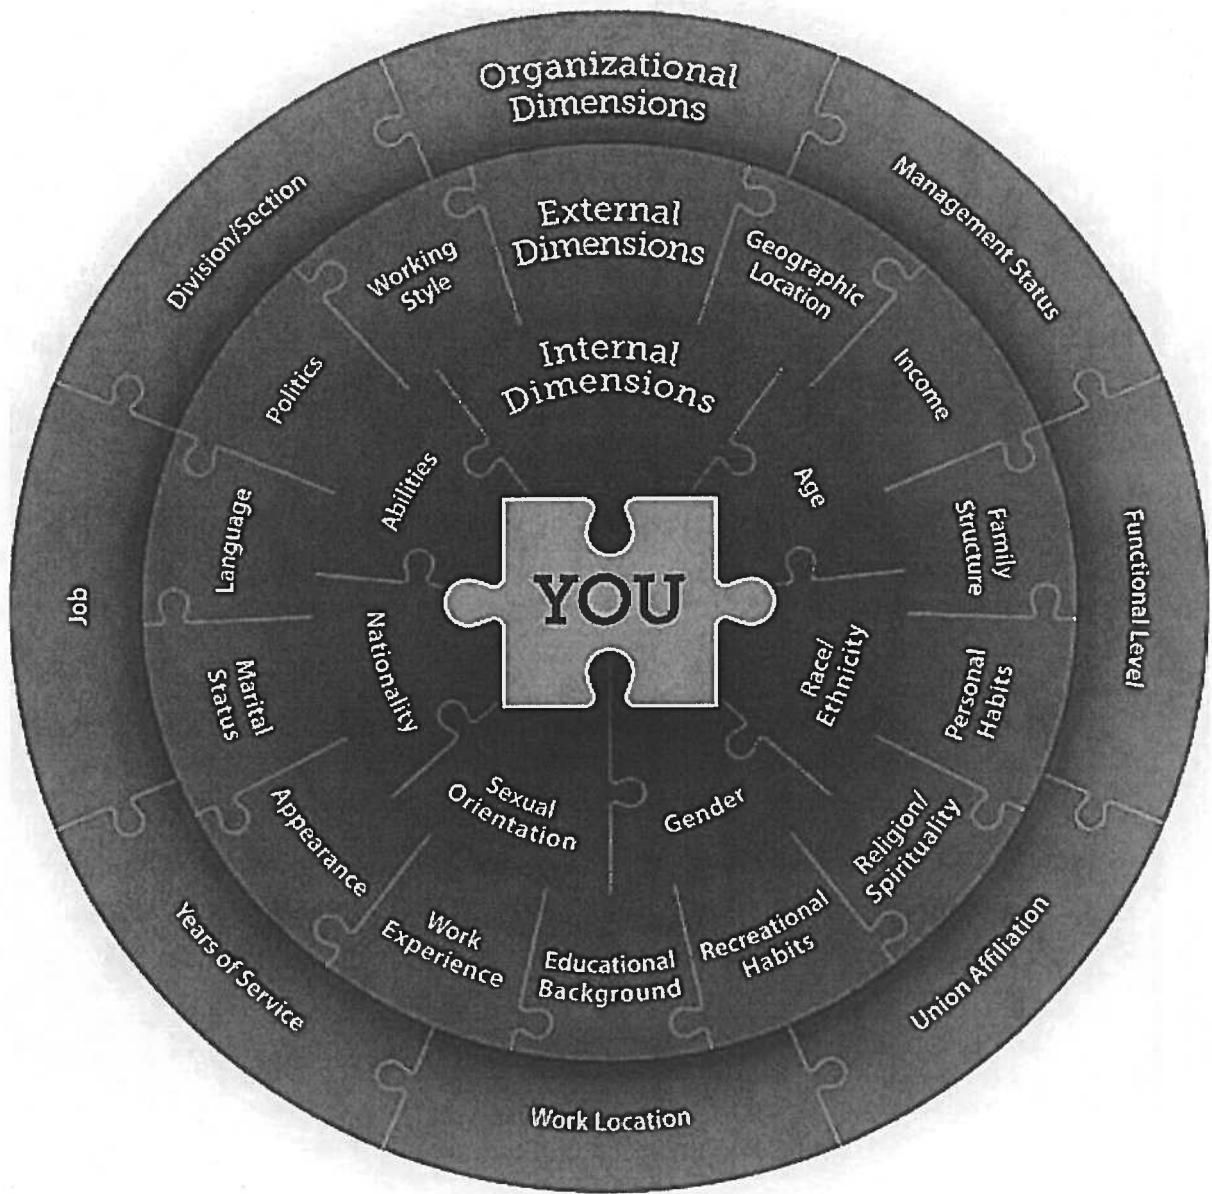 Organizational
Dimensions
Management Status
Functional Level
Union Affiliation
Work Location
Years of Service
Job
Division/Section
External
Dimensions
Geographic
Location
Income
Family
Structure
Personal
Habits
Religion/
Spirituality
Recreational
Habits
Educational
Background
Work
Experience
Appearance
Marital
Status
Language
Politics
Working
Style
Internal
Dimensions
Age
Race/
Ethnicity
Gender
Sexual
Orientation
Nationality
Abilities
YOU